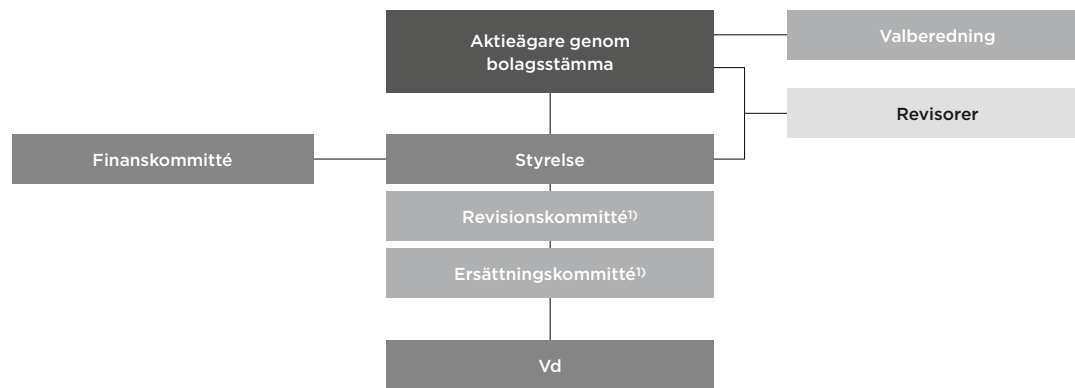 Aktieägare genom
bolagsstämma
Valberedning
Revisorer
Finanskommitté
Styrelse
Revisionskommitté¹⁾
Ersättningskommitté¹⁾
Vd